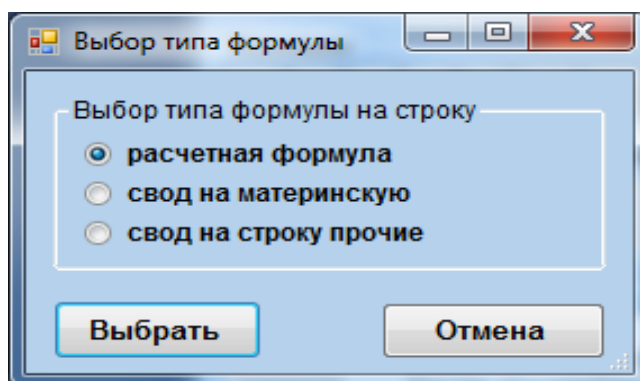 Выбор типа формулы
Выбор типа формулы на строку
расчетная формула
свод на материнскую
свод на строку прочие
Выбрать
Отмена